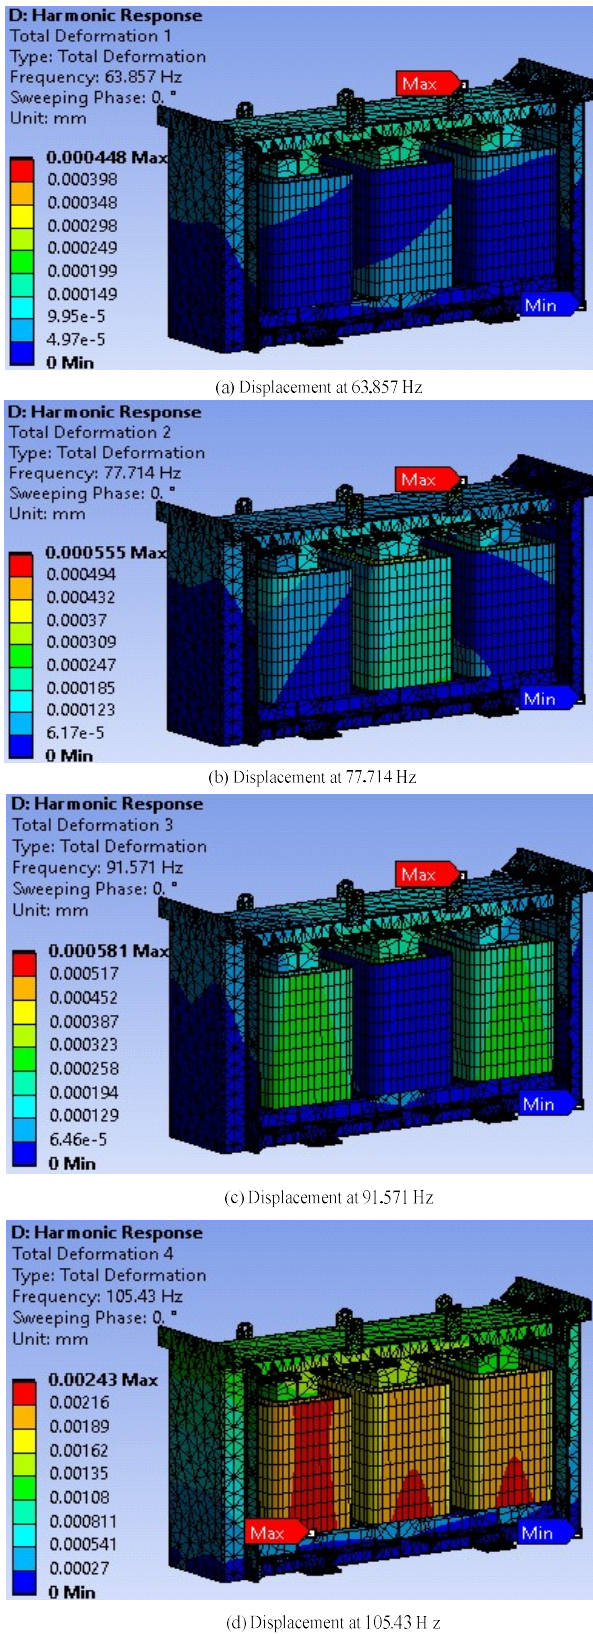 D: Harmonic Response
Total Deformation 1
Type: Total Deformation
Frequency: 63.857 Hz
Sweeping Phase: 0. °
Unit: mm
0.000448 Max
0.000398
0.000348
0.000298
0.000249
0.000199
0.000149
9.95e-5
4.97e-5
0 Min
Max
Min
(a) Displacement at 63.857 Hz
D: Harmonic Response
Total Deformation 2
Type: Total Deformation
Frequency: 77.714 Hz
Sweeping Phase: 0. °
Unit: mm
0.000555 Max
0.000494
0.000432
0.00037
0.000309
0.000247
0.000185
0.000123
6.17e-5
0 Min
Max
Min
(b) Displacement at 77.714 Hz
D: Harmonic Response
Total Deformation 3
Type: Total Deformation
Frequency: 91.571 Hz
Sweeping Phase: 0. °
Unit: mm
0.000581 Max
0.000517
0.000452
0.000387
0.000323
0.000258
0.000194
0.000129
6.46e-5
0 Min
Max
Min
(c) Displacement at 91.571 Hz
D: Harmonic Response
Total Deformation 4
Type: Total Deformation
Frequency: 105.43 Hz
Sweeping Phase: 0. °
Unit: mm
0.00243 Max
0.00216
0.00189
0.00162
0.00135
0.00108
0.000811
0.000541
0.00027
0 Min
Max
Min
(d) Displacement at 105.43 H z